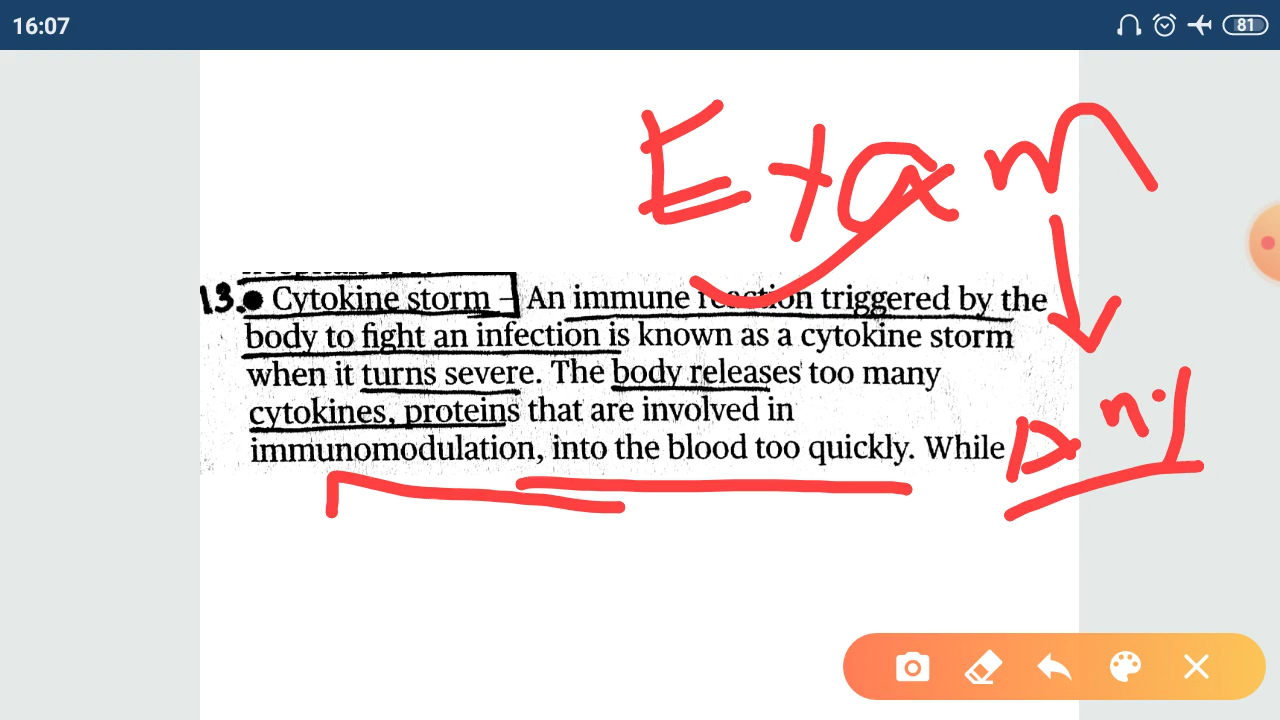 16:07
81
Exam
13.● Cytokine storm – An immune reaction triggered by the
body to fight an infection is known as a cytokine storm
when it turns severe. The body releases too many
cytokines, proteins that are involved in
immunomodulation, into the blood too quickly. While